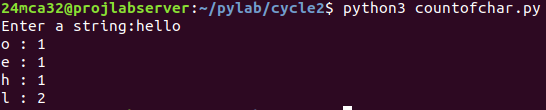 24mca32@projlabserver:~/pylab/cycle2$ python3 countofchar.py
Enter a string:hello
o : 1
e : 1
h : 1
l : 2